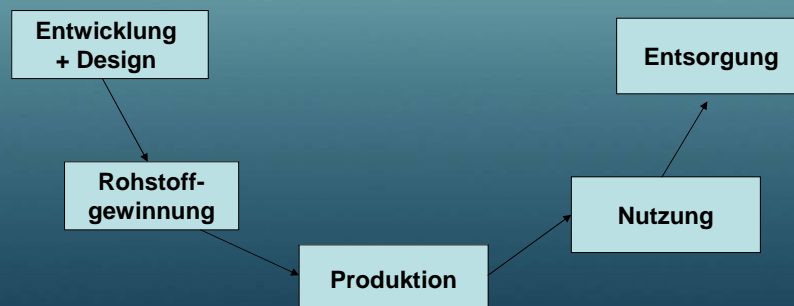 Entwicklung
+ Design
Rohstoff-
gewinnung
Produktion
Nutzung
Entsorgung